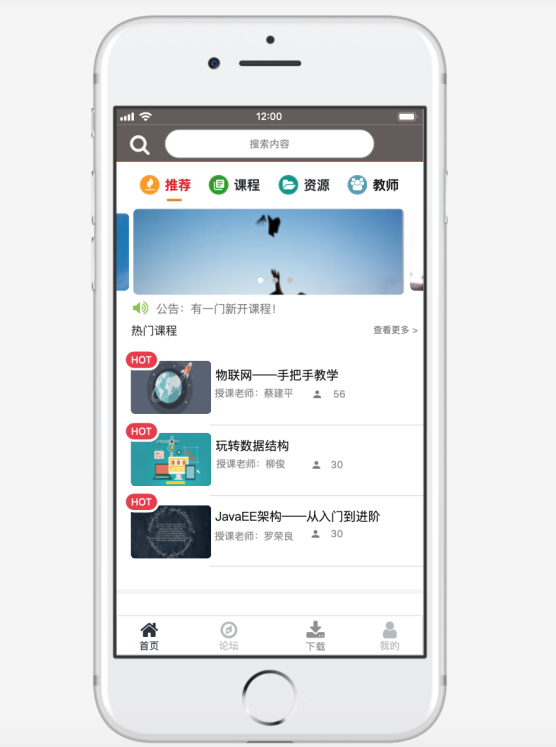 12:00
搜索内容
推荐 课程 资源 教师
公告：有一门新开课程！
热门课程 查看更多 >
HOT
物联网——手把手教学
授课老师：蔡建平 56
HOT
玩转数据结构
授课老师：柳俊 30
HOT
JavaEE架构——从入门到进阶
授课老师：罗荣良 30
首页 论坛 下载 我的